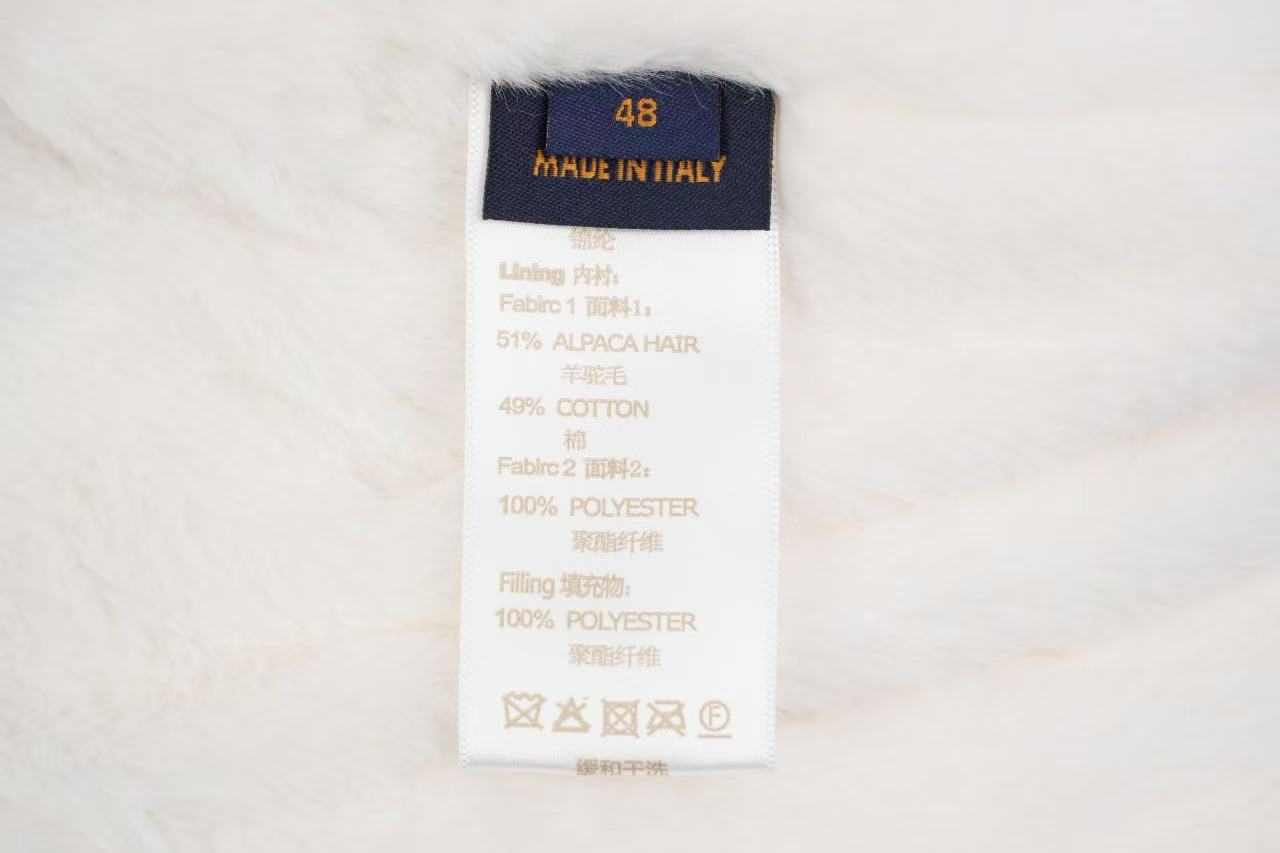 48
MADE IN ITALY
锦纶
Lining 内衬:
Fabirc 1 面料1:
51% ALPACA HAIR
羊驼毛
49% COTTON
棉
Fabirc 2 面料2:
100% POLYESTER
聚酯纤维
Filling 填充物:
100% POLYESTER
聚酯纤维
F
缓和干洗